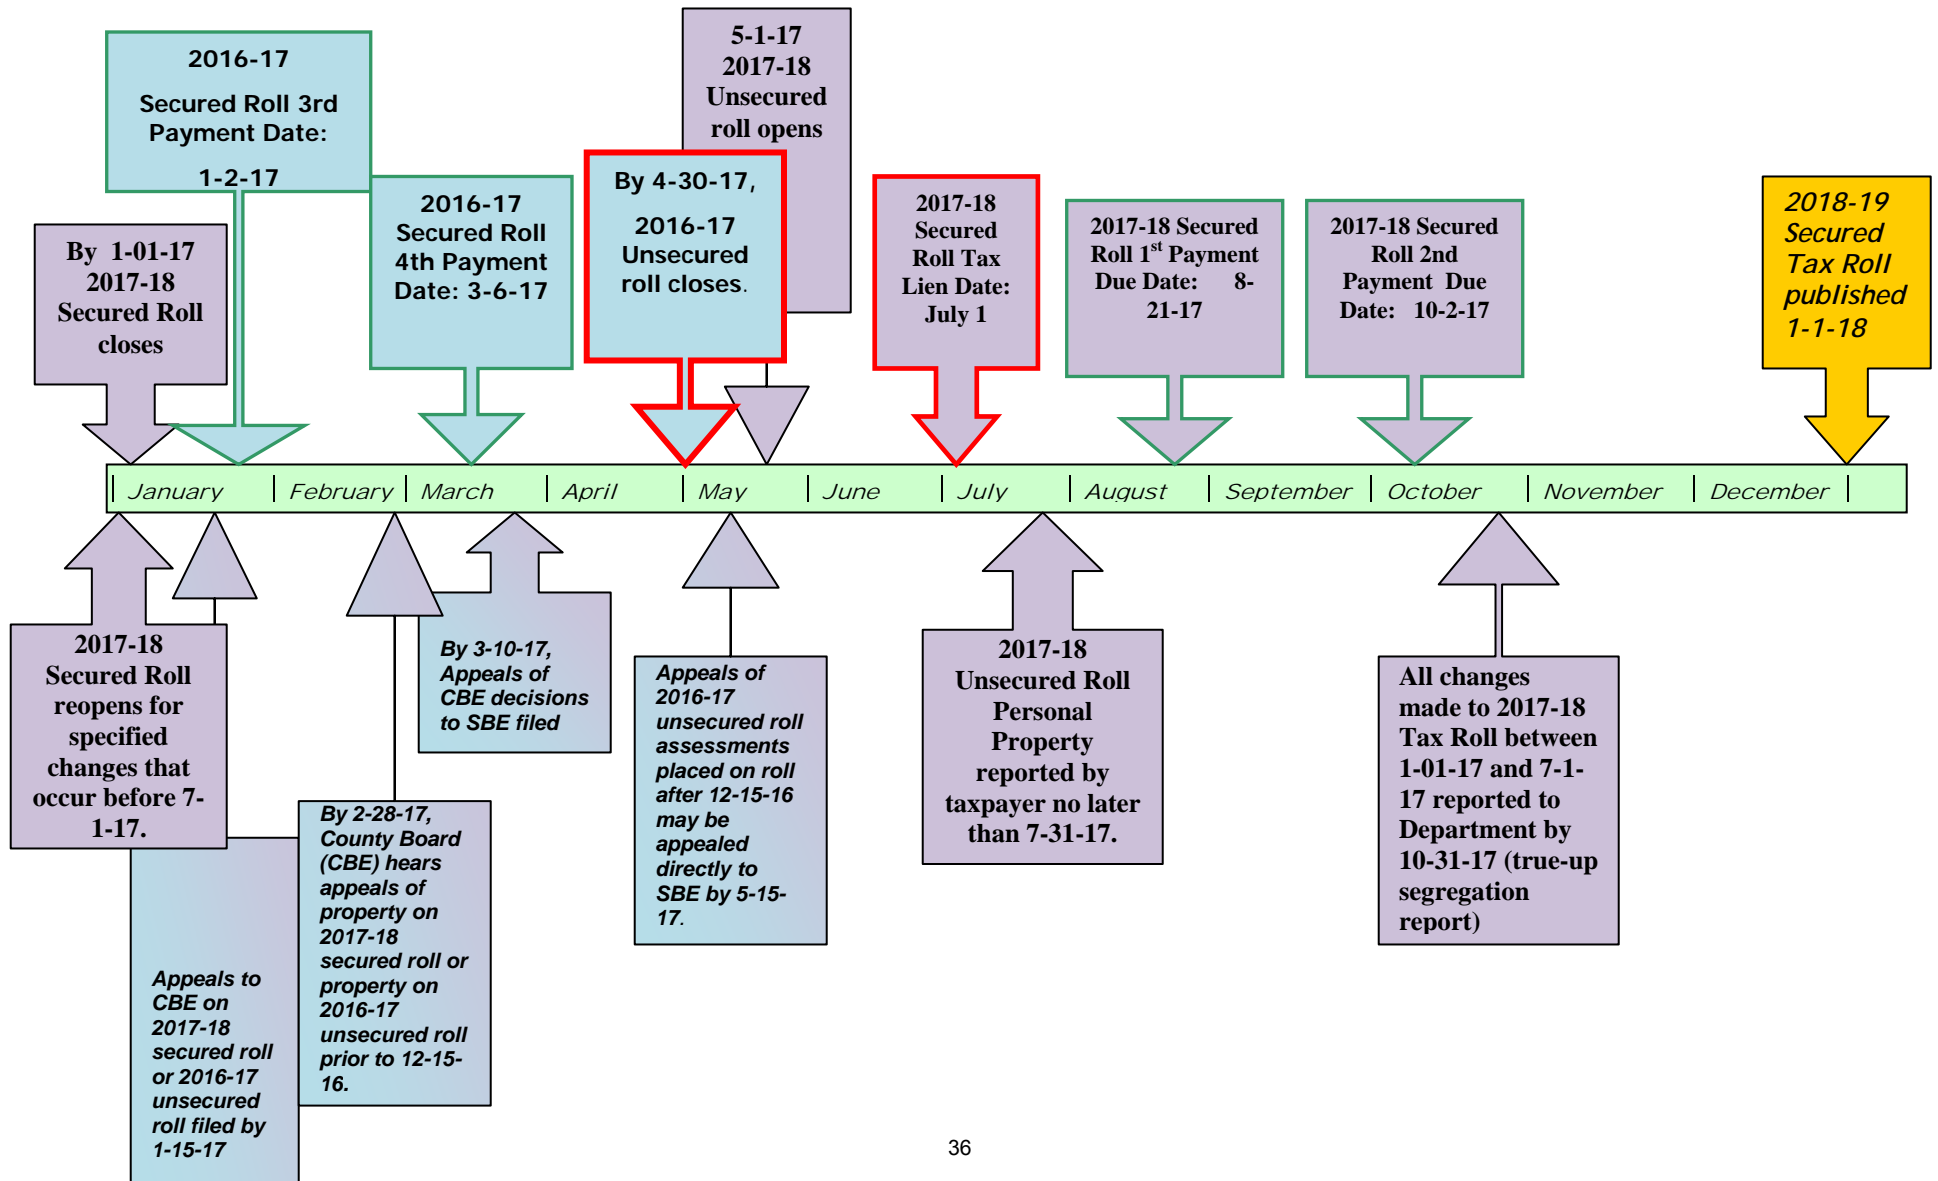 2016-17
Secured Roll 3rd
Payment Date:
1-2-17
5-1-17
2017-18
Unsecured
roll opens
By 1-01-17
2017-18
Secured Roll
closes
2016-17
Secured Roll
4th Payment
Date: 3-6-17
By 4-30-17,
2016-17
Unsecured
roll closes.
2017-18
Secured
Roll Tax
Lien Date:
July 1
2017-18 Secured
Roll 1st Payment
Due Date: 8-
21-17
2017-18 Secured
Roll 2nd
Payment Due
Date: 10-2-17
2018-19
Secured
Tax Roll
published
1-1-18
January February March April May June July August September October November December
2017-18
Secured Roll
reopens for
specified
changes that
occur before 7-
1-17.
Appeals to
CBE on
2017-18
secured roll
or 2016-17
unsecured
roll filed by
1-15-17
By 2-28-17,
County Board
(CBE) hears
appeals of
property on
2017-18
secured roll or
property on
2016-17
unsecured roll
prior to 12-15-
16.
By 3-10-17,
Appeals of
CBE decisions
to SBE filed
Appeals of
2016-17
unsecured roll
assessments
placed on roll
after 12-15-16
may be
appealed
directly to
SBE by 5-15-
17.
2017-18
Unsecured Roll
Personal
Property
reported by
taxpayer no later
than 7-31-17.
All changes
made to 2017-18
Tax Roll between
1-01-17 and 7-1-
17 reported to
Department by
10-31-17 (true-up
segregation
report)
36